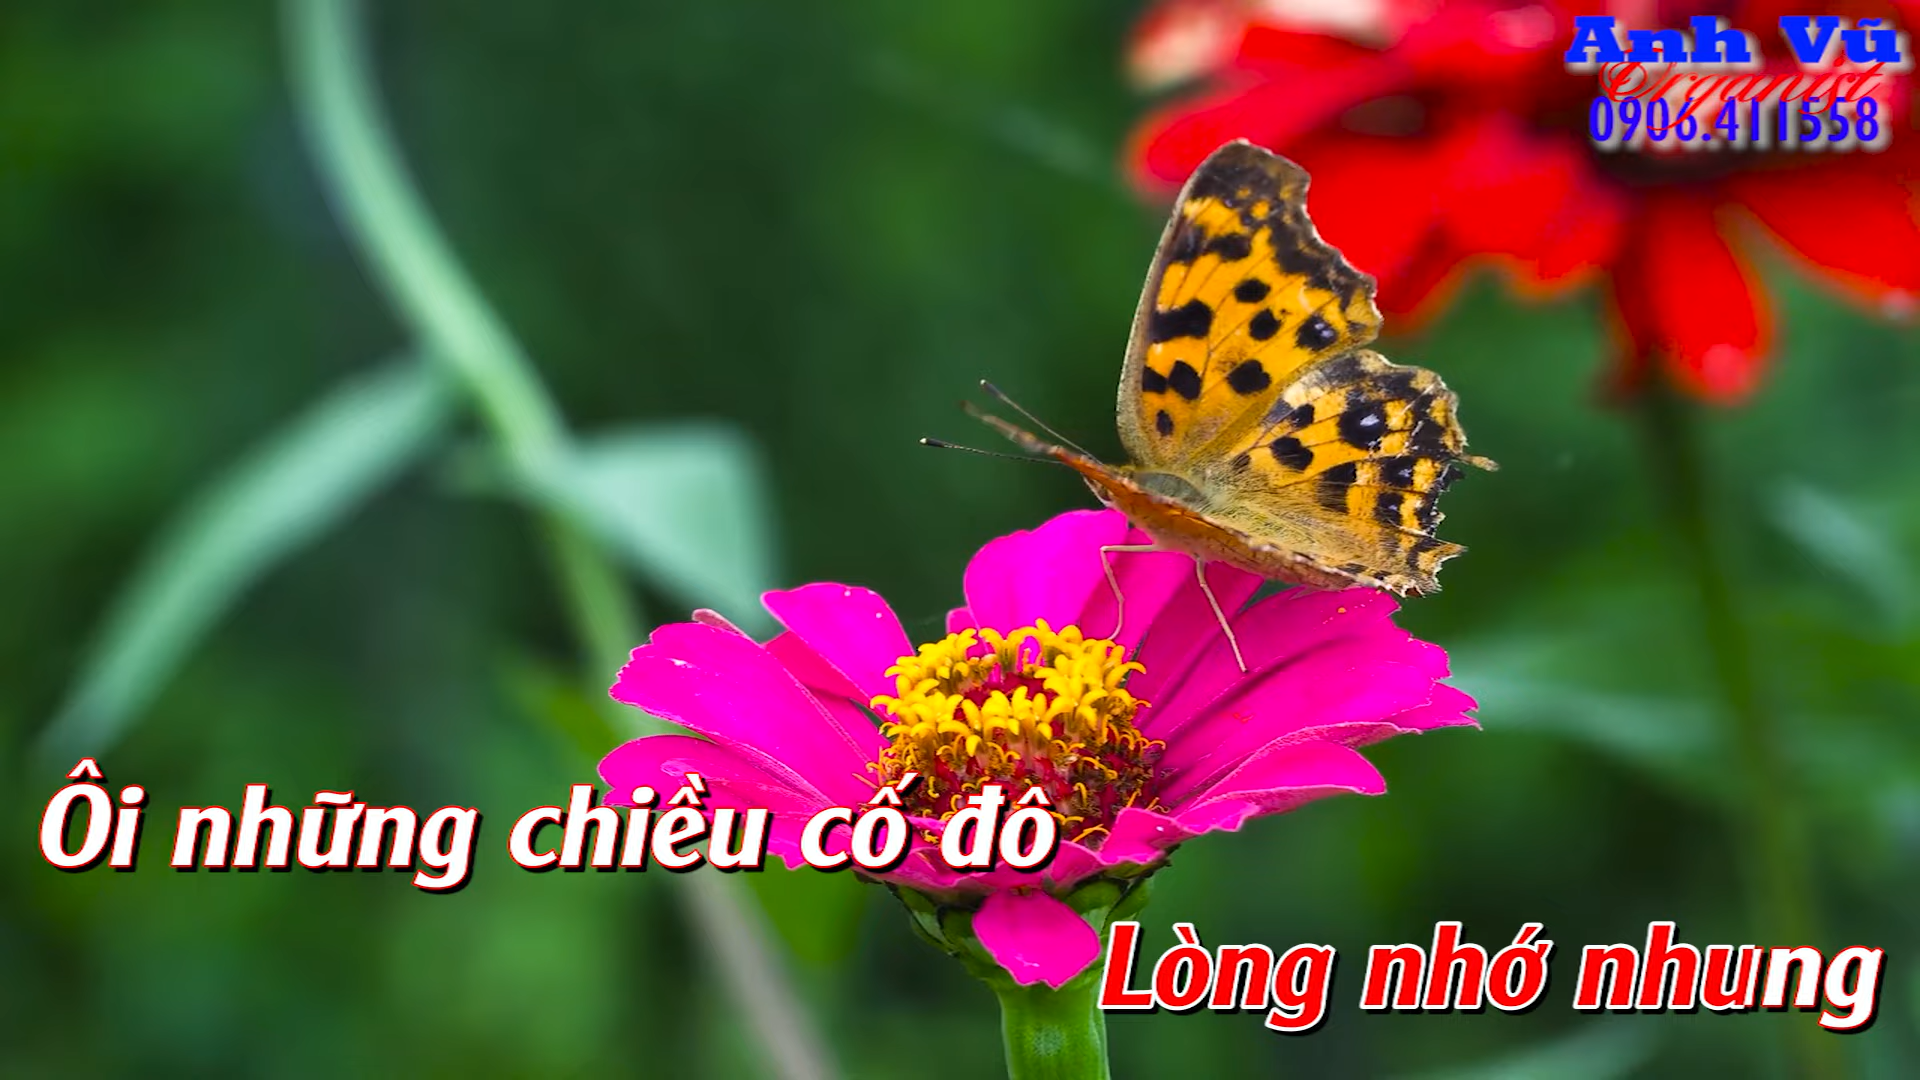 Anh Vũ
Organist
0906.411558
Ôi những chiều cố đô
Lòng nhớ nhung